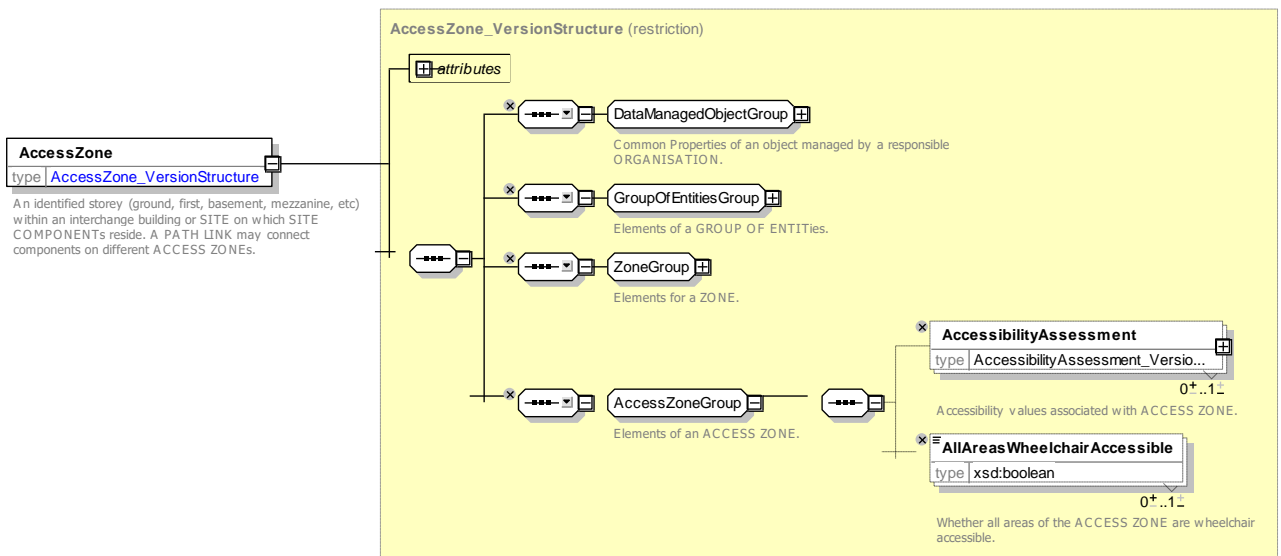 AccessZone_VersionStructure (restriction)
attributes
DataManagedObjectGroup
Common Properties of an object managed by a responsible
ORGANISATION.
AccessZone
type AccessZone_VersionStructure
An identified storey (ground, first, basement, mezzanine, etc)
within an interchange building or SITE on which SITE
COMPONENTs reside. A PATH LINK may connect
components on different ACCESS ZONEs.
GroupOfEntitiesGroup
Elements of a GROUP OF ENTITies.
ZoneGroup
Elements for a ZONE.
AccessZoneGroup
Elements of an ACCESS ZONE.
AccessibilityAssessment
type AccessibilityAssessment_Versio...
0±..1±
Accessibility values associated with ACCESS ZONE.
AllAreasWheelchairAccessible
type xsd:boolean
0±..1±
Whether all areas of the ACCESS ZONE are wheelchair
accessible.